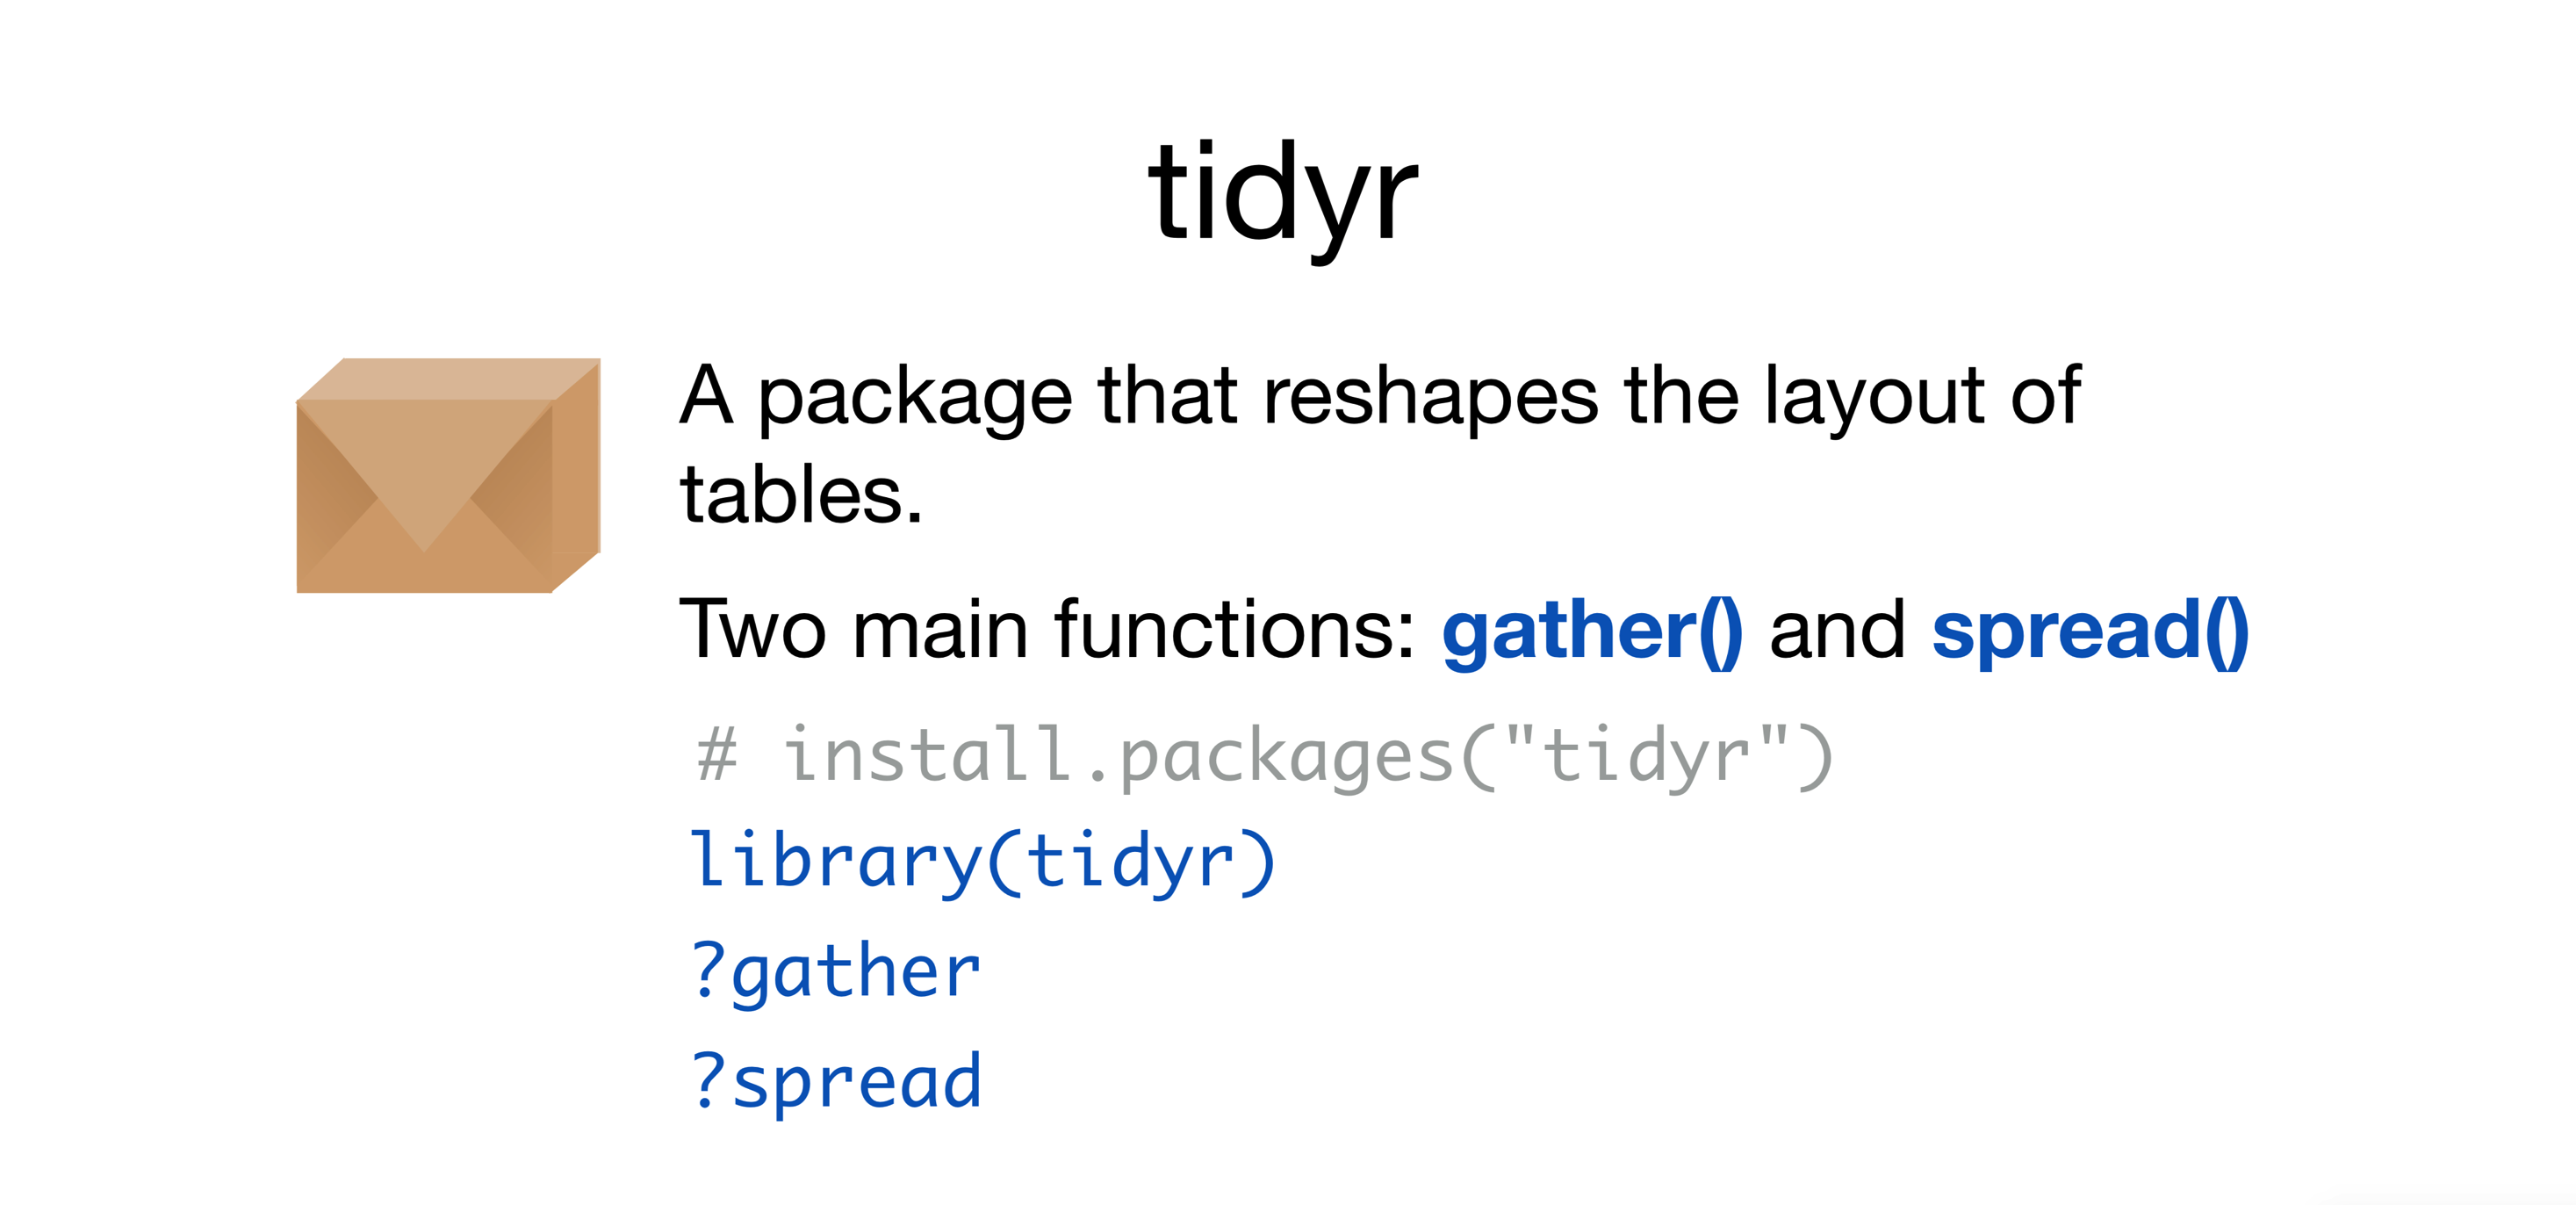 tidyr
A package that reshapes the layout of
tables.
Two main functions: gather() and spread()
# install.packages("tidyr")
library(tidyr)
?gather
?spread